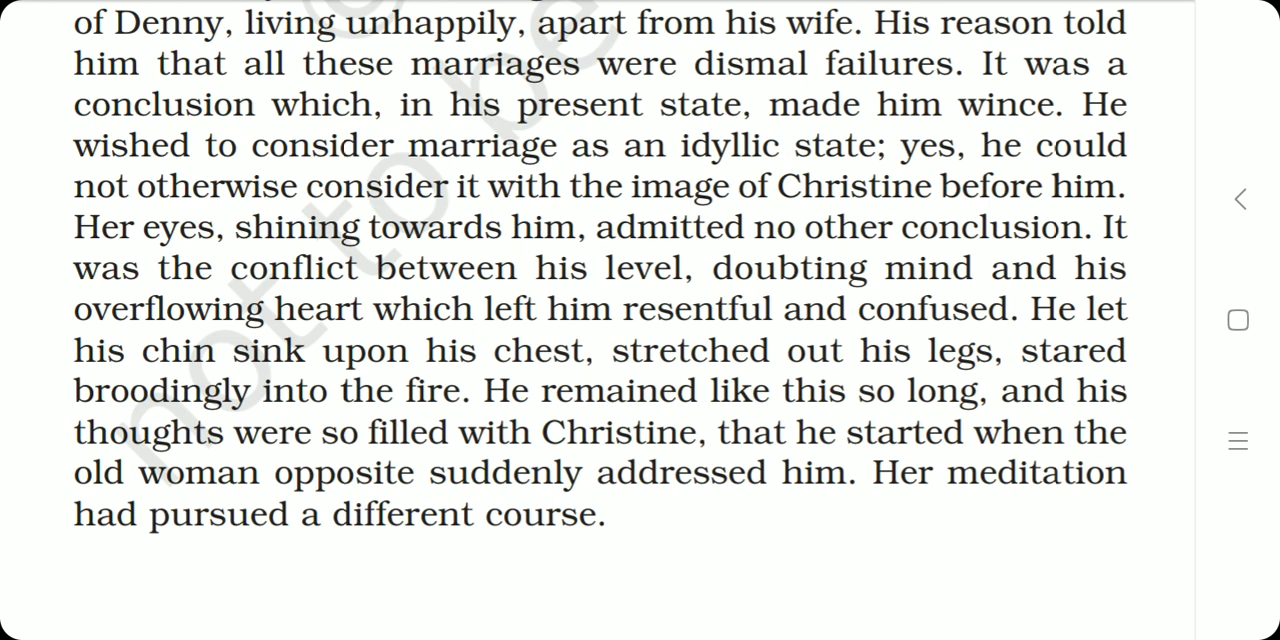 of Denny, living unhappily, apart from his wife. His reason told
him that all these marriages were dismal failures. It was a
conclusion which, in his present state, made him wince. He
wished to consider marriage as an idyllic state; yes, he could
not otherwise consider it with the image of Christine before him.
Her eyes, shining towards him, admitted no other conclusion. It
was the conflict between his level, doubting mind and his
overflowing heart which left him resentful and confused. He let
his chin sink upon his chest, stretched out his legs, stared
broodingly into the fire. He remained like this so long, and his
thoughts were so filled with Christine, that he started when the
old woman opposite suddenly addressed him. Her meditation
had pursued a different course.
not to be